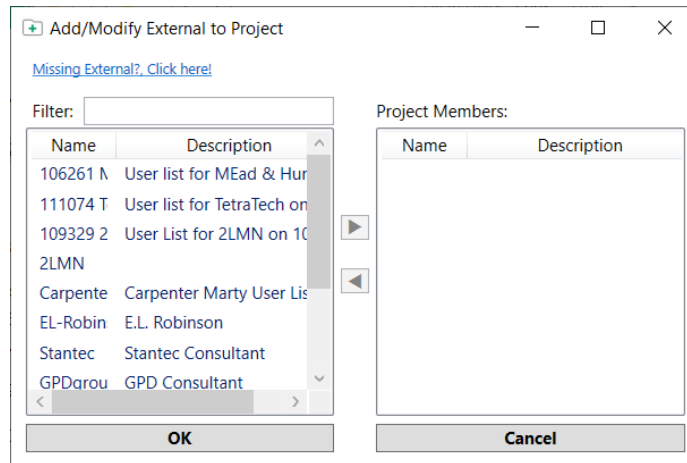 Add/Modify External to Project
Missing External?, Click here!
Filter:
Project Members:
Name Description
Name Description
106261 M User list for MEad & Hun
111074 T User list for TetraTech on
109329 2 User List for 2LMN on 10
2LMN
Carpente Carpenter Marty User Lis
EL-Robin E.L. Robinson
Stantec Stantec Consultant
GPDgrou GPD Consultant
OK
Cancel